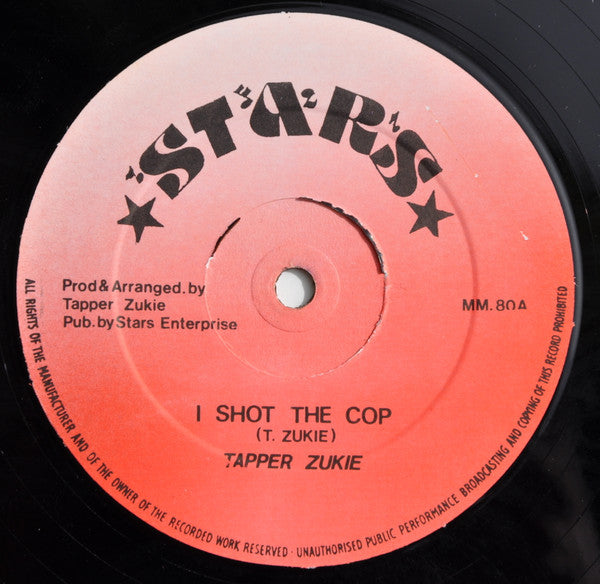 STARS
Prod & Arranged. by
Tapper Zukie
Pub. by Stars Enterprise
MM. 80A
I SHOT THE COP
(T. ZUKIE)
TAPPER ZUKIE
ALL RIGHTS OF THE MANUFACTURER AND OF THE OWNER OF THE RECORDED WORK RESERVED · UNAUTHORISED PUBLIC PERFORMANCE BROADCASTING AND COPYING OF THIS RECORD PROHIBITED